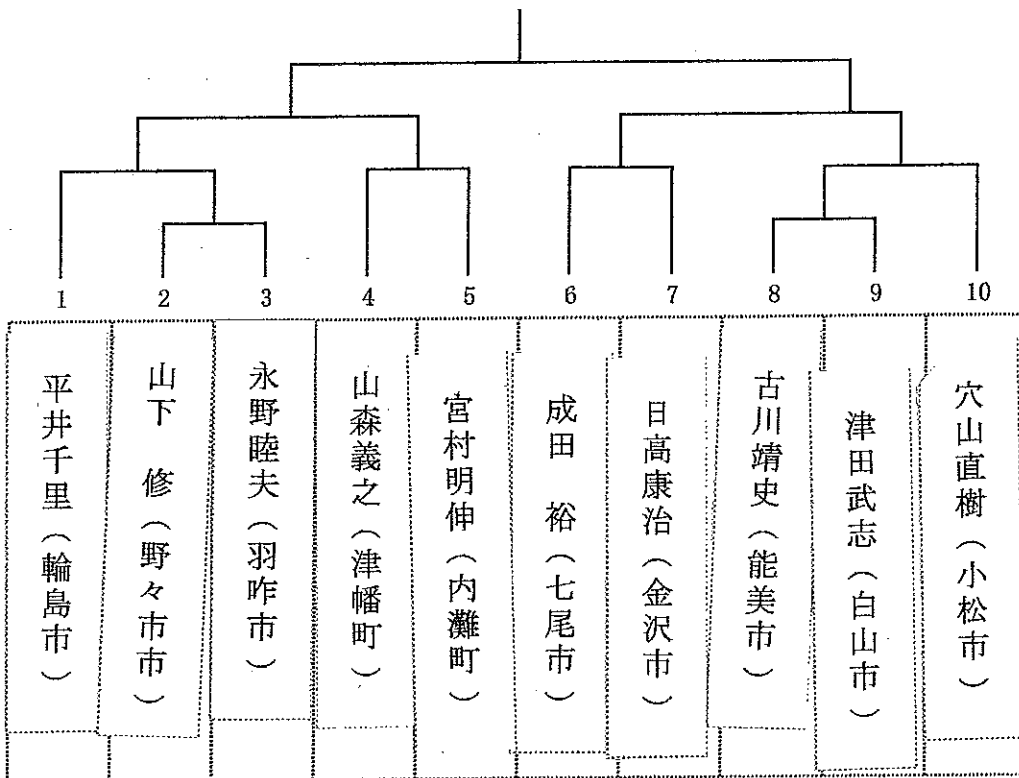 1
2
3
4
5
6
7
8
9
10
平井千里（輪島市）
山下　修（野々市市）
永野睦夫（羽咋市）
山森義之（津幡町）
宮村明伸（内灘町）
成田　裕（七尾市）
日高康治（金沢市）
古川靖史（能美市）
津田武志（白山市）
穴山直樹（小松市）